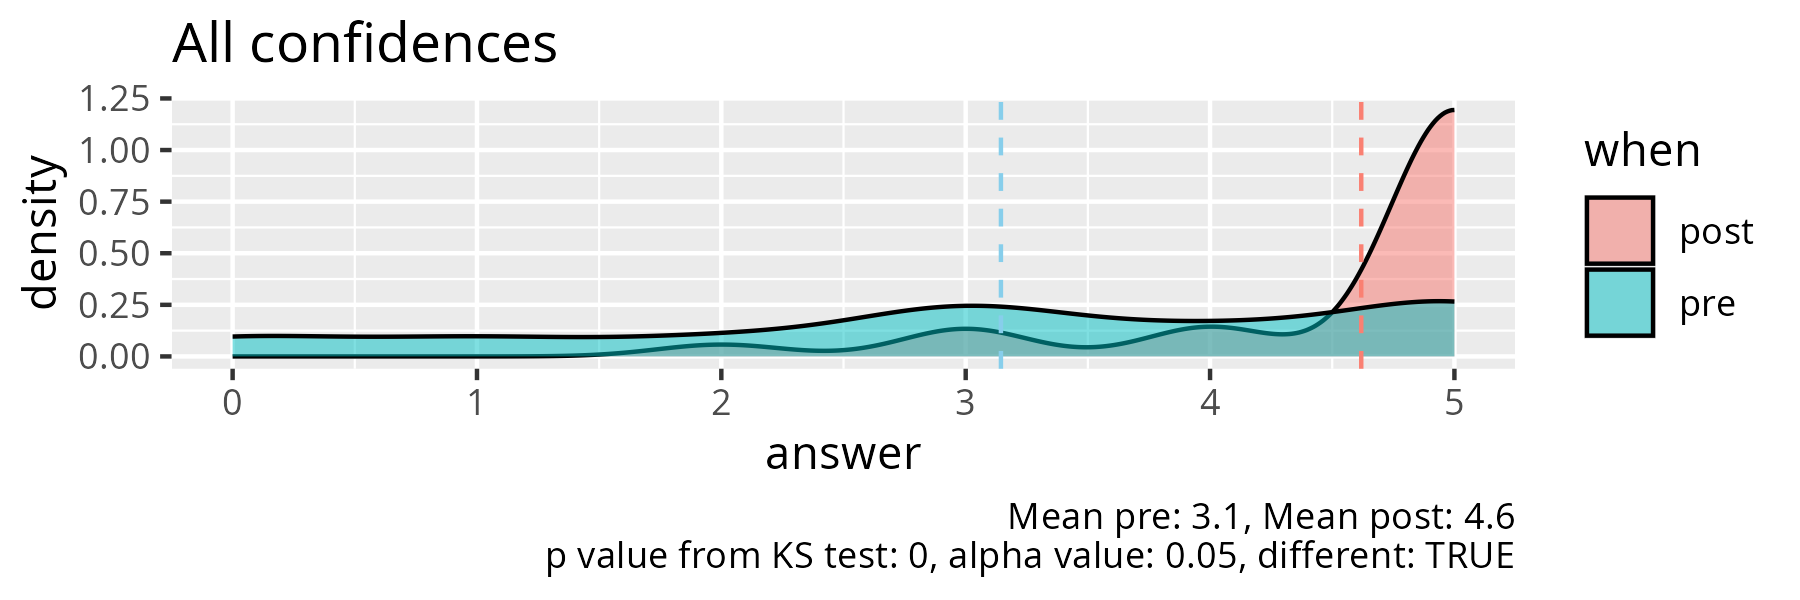 All confidences
density
1.25
1.00
0.75
0.50
0.25
0.00
0 1 2 3 4 5
answer
when
post
pre
Mean pre: 3.1, Mean post: 4.6
p value from KS test: 0, alpha value: 0.05, different: TRUE